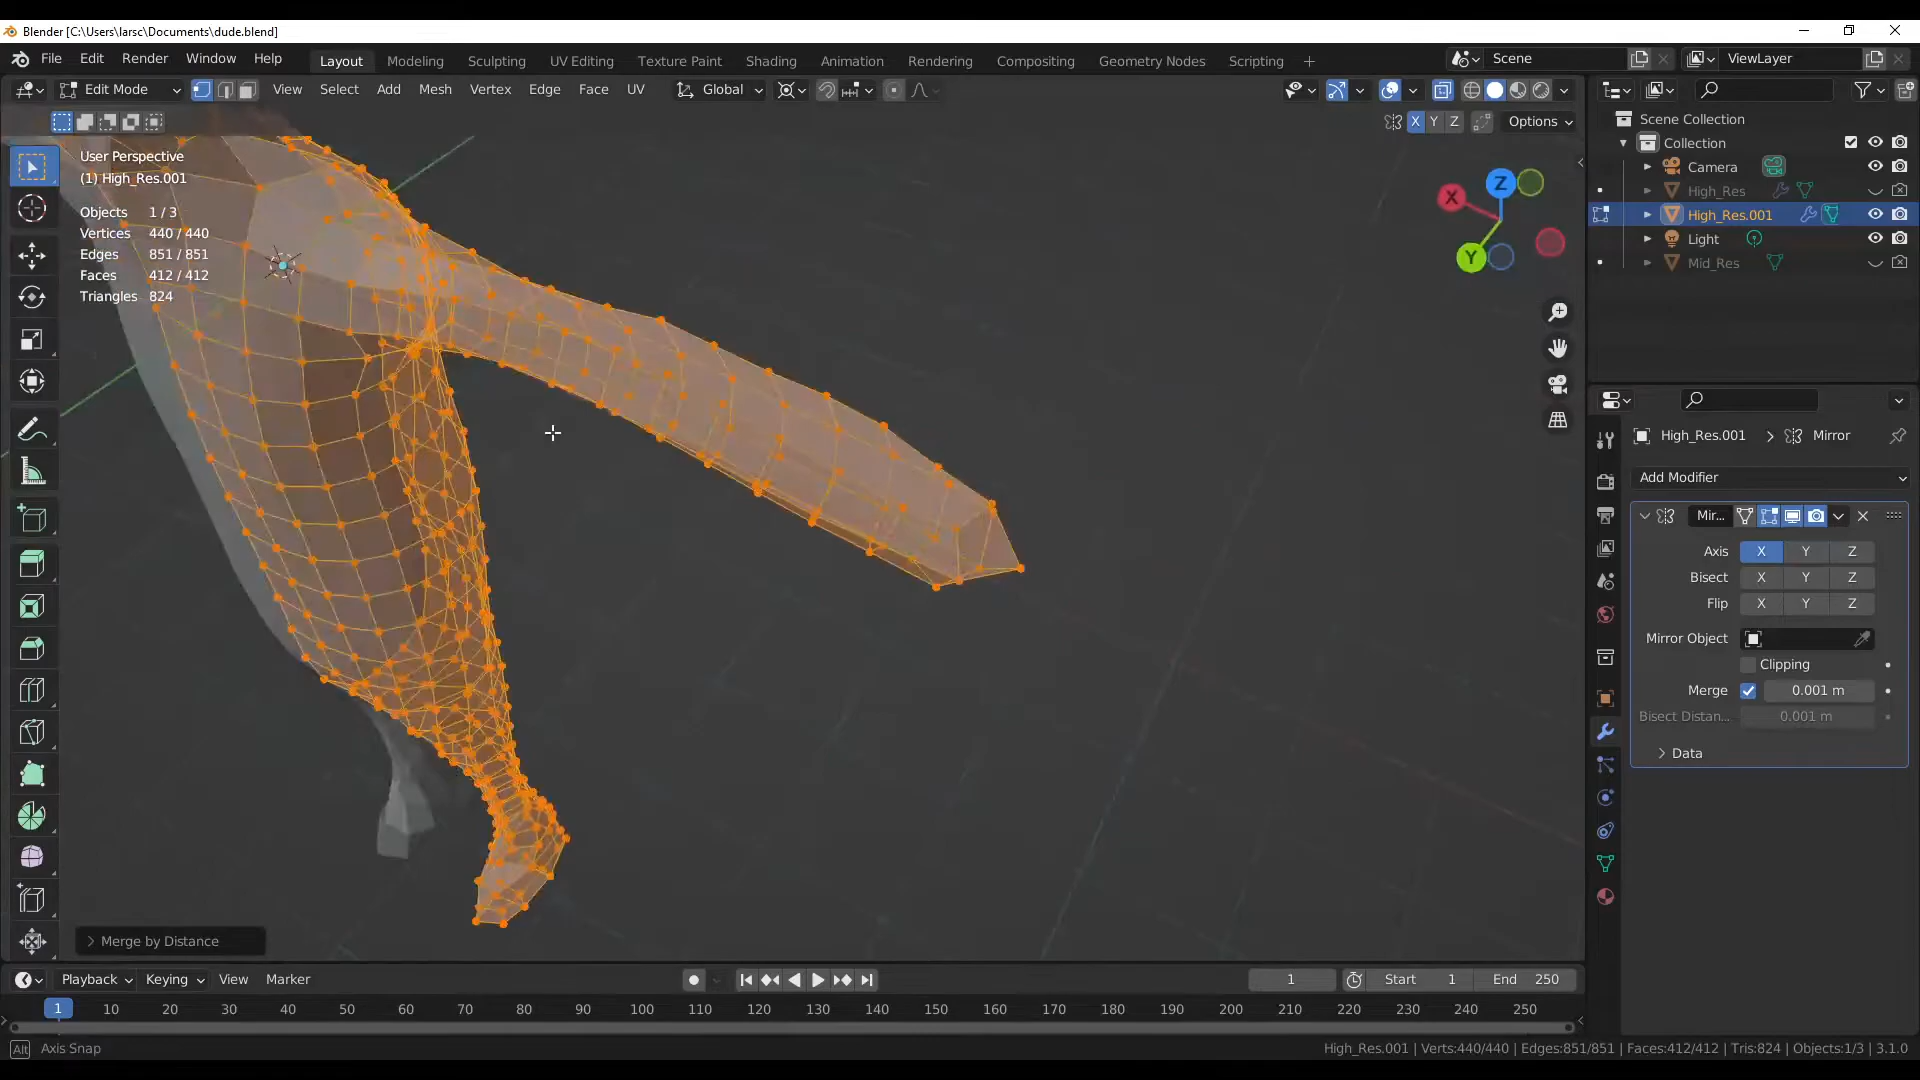 Blender [C:\Users\larsc\Documents\dude.blend]
File Edit Render Window Help Layout Modeling Sculpting UV Editing Texture Paint Shading Animation Rendering Compositing Geometry Nodes Scripting + Scene ViewLayer
Edit Mode View Select Add Mesh Vertex Edge Face UV Global
X Y Z Options
User Perspective
(1) High_Res.001
Objects 1 / 3
Vertices 440 / 440
Edges 851 / 851
Faces 412 / 412
Triangles 824
X Z Y
Scene Collection
Collection
Camera
High_Res
High_Res.001
Light
Mid_Res
High_Res.001 > Mirror
Add Modifier
Mir...
Axis X Y Z
Bisect X Y Z
Flip X Y Z
Mirror Object
Clipping
Merge 0.001 m
Bisect Distan... 0.001 m
> Data
> Merge by Distance
Playback Keying View Marker 1 Start 1 End 250
1 10 20 30 40 50 60 70 80 90 100 110 120 130 140 150 160 170 180 190 200 210 220 230 240 250
Alt Axis Snap High_Res.001 | Verts:440/440 | Edges:851/851 | Faces:412/412 | Tris:824 | Objects:1/3 | 3.1.0